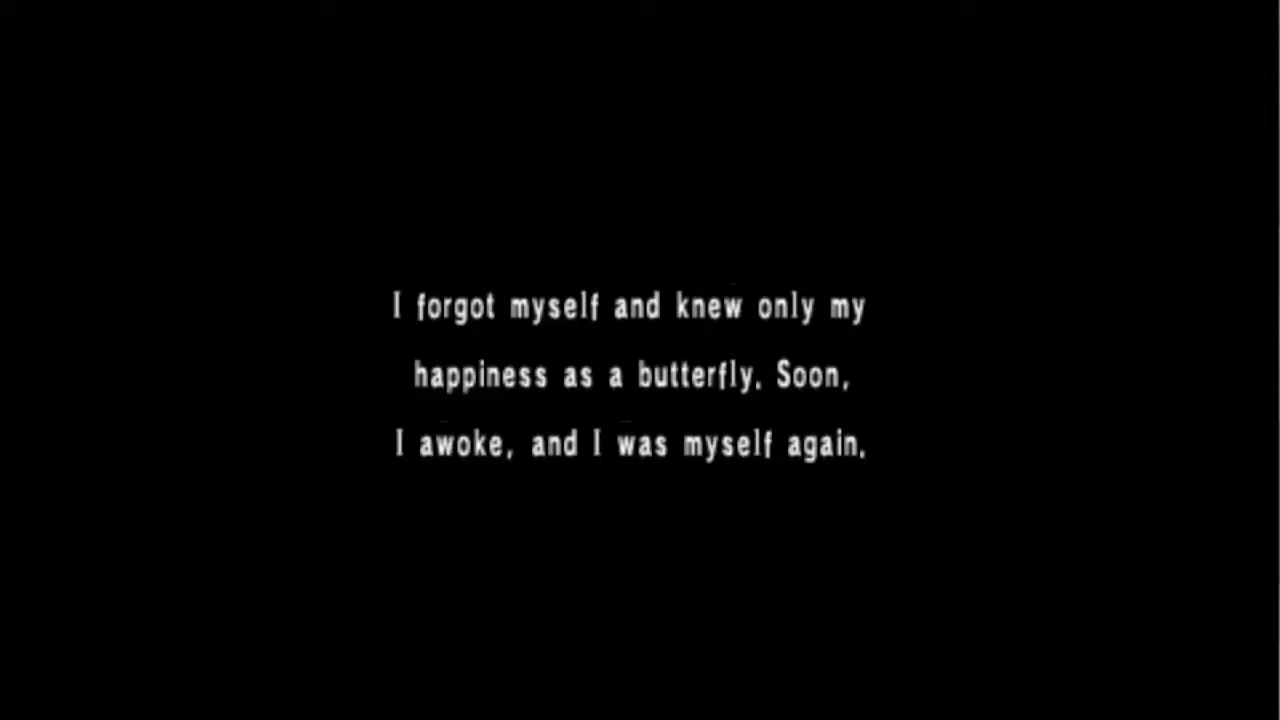 I forgot myself and knew only my
happiness as a butterfly. Soon,
I awoke, and I was myself again.